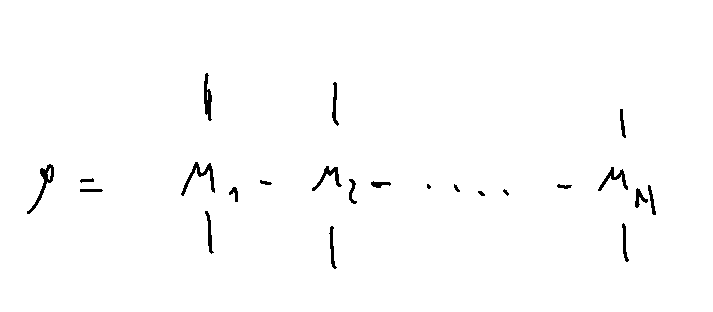 ρ = M₁ - M₂ - .... - M_M